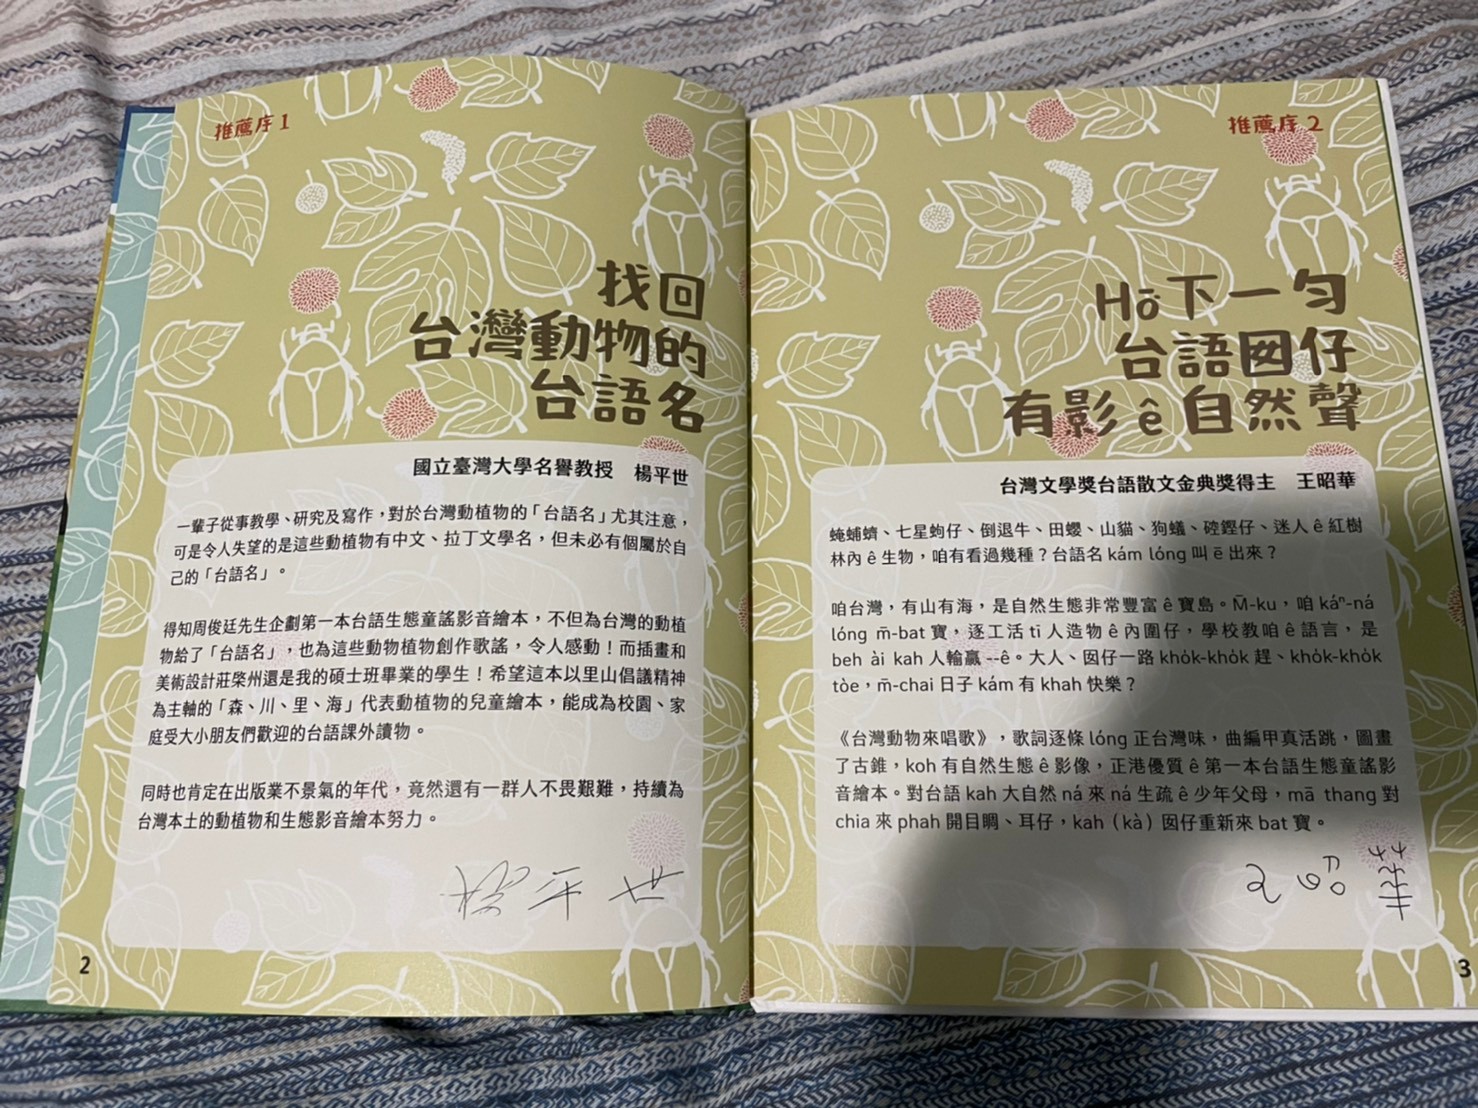 推薦序 1
找回
台灣動物的
台語名
國立臺灣大學名譽教授　楊平世
一輩子從事教學、研究及寫作，對於台灣動植物的「台語名」尤其注意，
可是令人失望的是這些動植物有中文、拉丁文學名，但未必有個屬於自
己的「台語名」。
得知周俊廷先生企劃第一本台語生態童謠影音繪本，不但為台灣的動植
物給了「台語名」，也為這些動物植物創作歌謠，令人感動！而插畫和
美術設計莊棨州還是我的碩士班畢業的學生！希望這本以里山倡議精神
為主軸的「森、川、里、海」代表動植物的兒童繪本，能成為校園、家
庭受大小朋友們歡迎的台語課外讀物。
同時也肯定在出版業不景氣的年代，竟然還有一群人不畏艱難，持續為
台灣本土的動植物和生態影音繪本努力。
楊平世
2
推薦序 2
Hō͘ 下一勻
台語囡仔
有影 ê 自然聲
台灣文學獎台語散文金典獎得主　王昭華
蚵蜅蠐、七星蚼仔、倒退牛、田螺、山貓、狗蟻、硿鏗仔、迷人 ê 紅樹
林內 ê 生物，咱有看過幾種？台語名 kám lóng 叫 ē 出來？
咱台灣，有山有海，是自然生態非常豐富 ê 寶島。M̄-ku，咱 káⁿ-ná
lóng m̄-bat 寶，逐工活 tī 人造物 ê 內圍仔，學校教咱 ê 語言，是
beh ài kah 人輸贏 --ê。大人、囡仔一路 kho̍k-kho̍k 趕、kho̍k-kho̍k
tòe，m̄-chai 日子 kám 有 khah 快樂？
《台灣動物來唱歌》，歌詞逐條 lóng 正台灣味，曲編甲真活跳，圖畫
了古錐，koh 有自然生態 ê 影像，正港優質 ê 第一本台語生態童謠影
音繪本。對台語 kah 大自然 ná 來 ná 生疏 ê 少年父母，mā thang 對
chia 來 phah 開目睭、耳仔，kah（kà）囡仔重新來 bat 寶。
王昭華
3